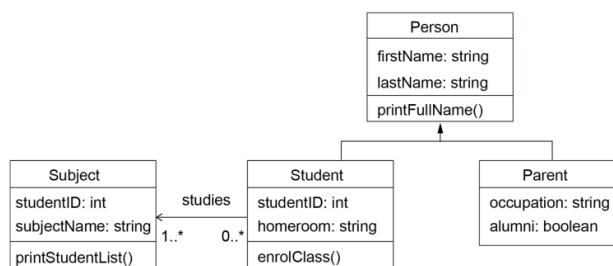 Person
firstName: string
lastName: string
printFullName()
Subject
studentID: int
subjectName: string
printStudentList()
studies
1..*
0..*
Student
studentID: int
homeroom: string
enrolClass()
Parent
occupation: string
alumni: boolean